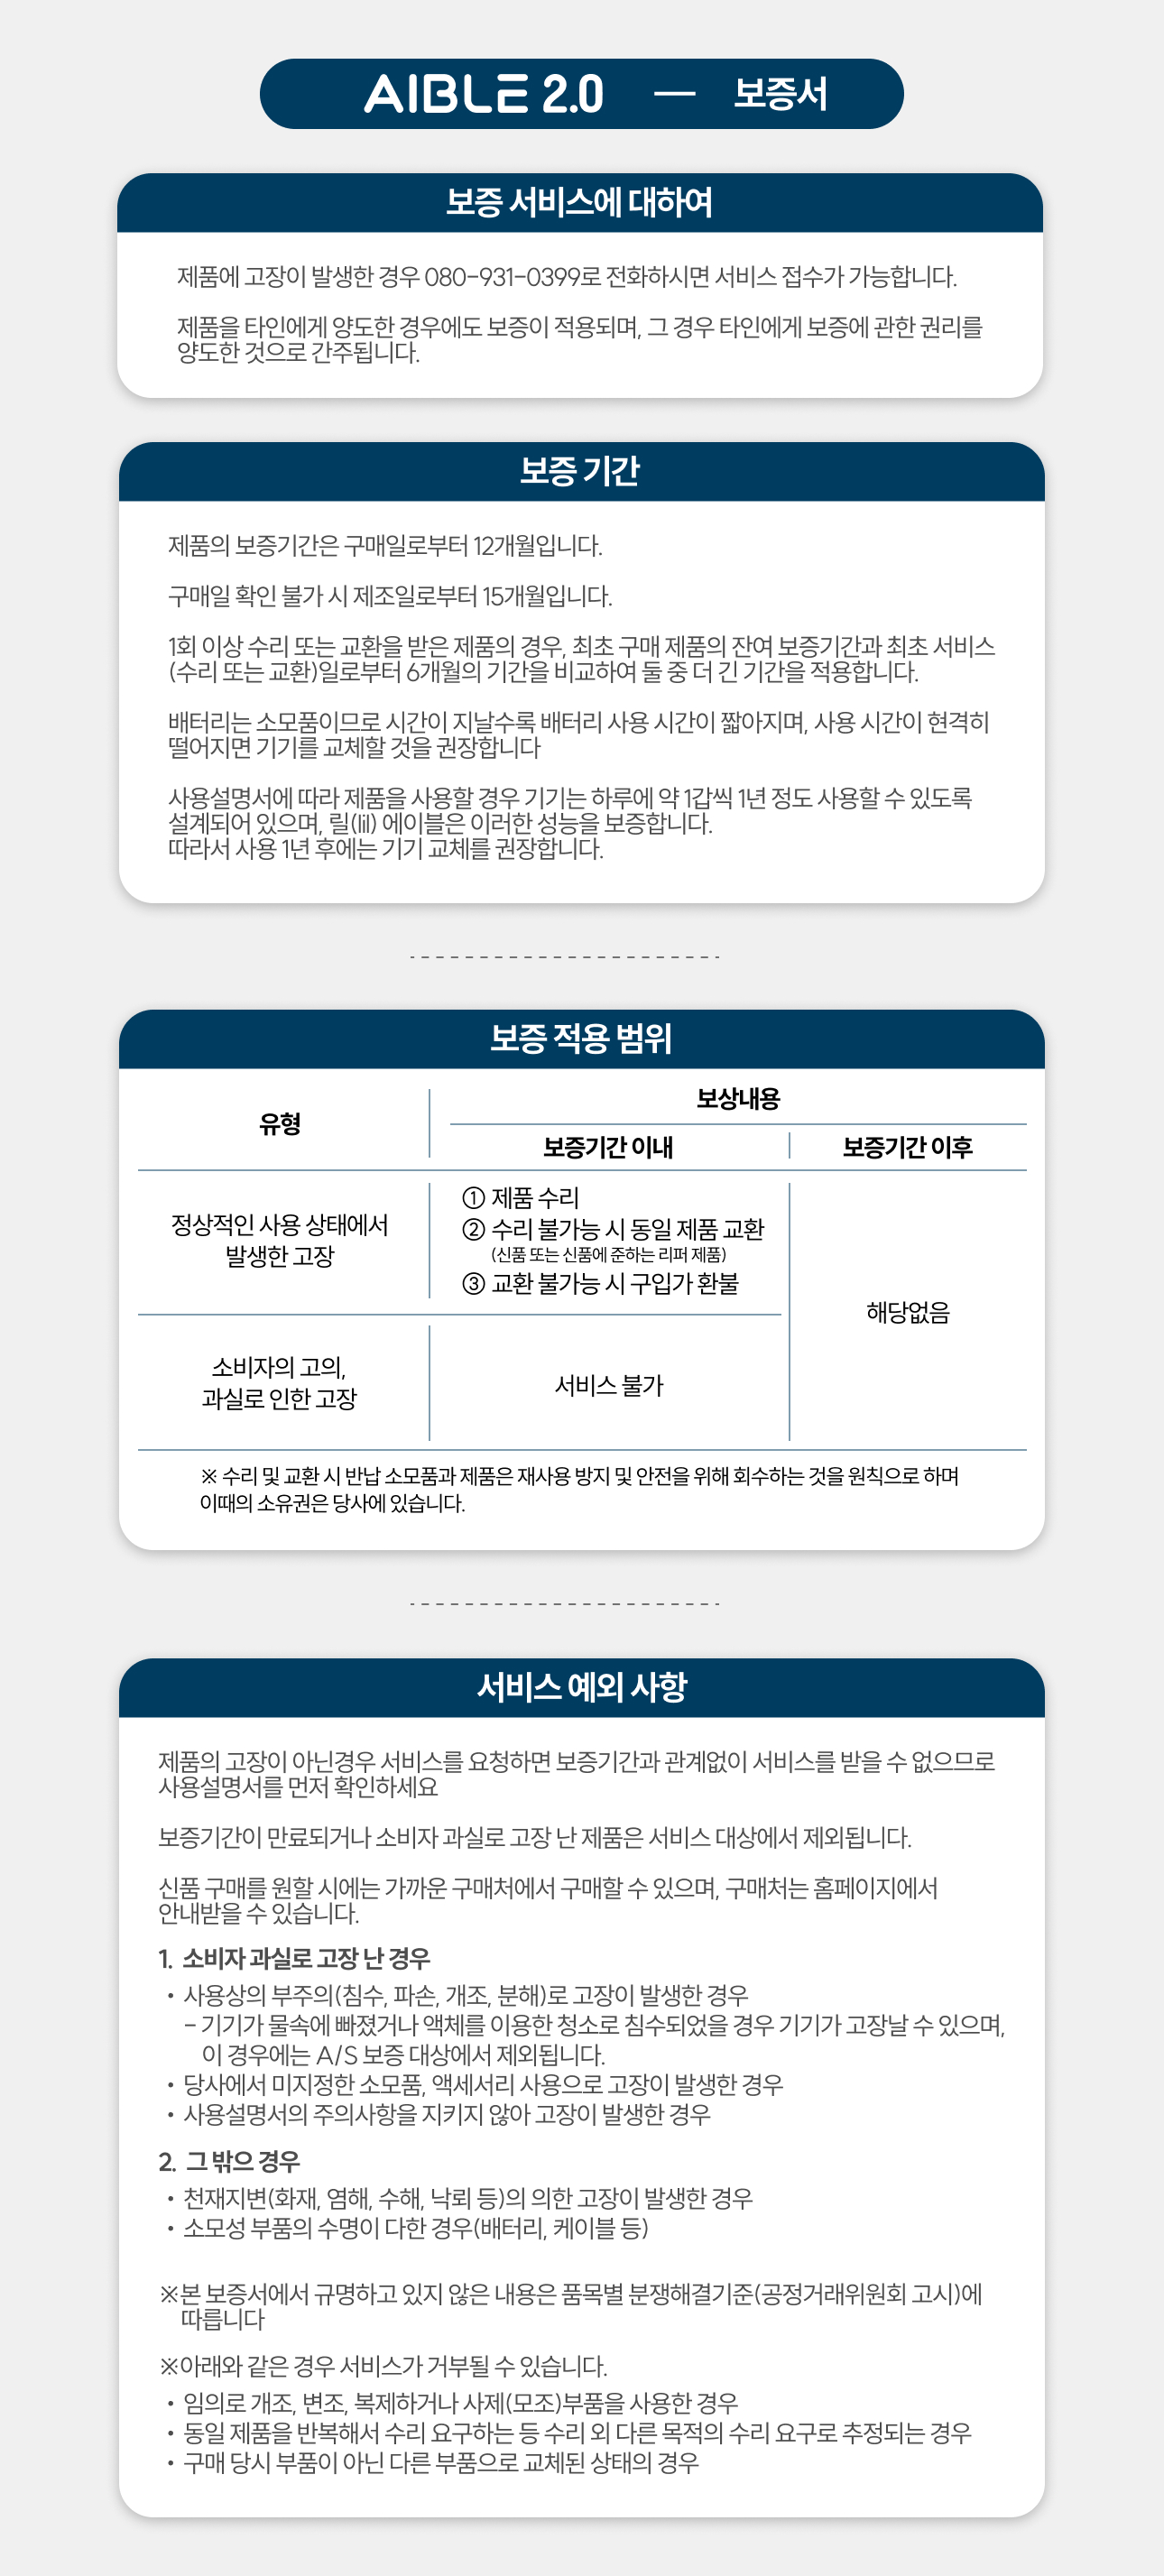 AIBLE 2.0 — 보증서
보증 서비스에 대하여
제품에 고장이 발생한 경우 080-931-0399로 전화하시면 서비스 접수가 가능합니다.
제품을 타인에게 양도한 경우에도 보증이 적용되며, 그 경우 타인에게 보증에 관한 권리를
양도한 것으로 간주됩니다.
보증 기간
제품의 보증기간은 구매일로부터 12개월입니다.
구매일 확인 불가 시 제조일로부터 15개월입니다.
1회 이상 수리 또는 교환을 받은 제품의 경우, 최초 구매 제품의 잔여 보증기간과 최초 서비스
(수리 또는 교환)일로부터 6개월의 기간을 비교하여 둘 중 더 긴 기간을 적용합니다.
배터리는 소모품이므로 시간이 지날수록 배터리 사용 시간이 짧아지며, 사용 시간이 현격히
떨어지면 기기를 교체할 것을 권장합니다
사용설명서에 따라 제품을 사용할 경우 기기는 하루에 약 1갑씩 1년 정도 사용할 수 있도록
설계되어 있으며, 릴(lil) 에이블은 이러한 성능을 보증합니다.
따라서 사용 1년 후에는 기기 교체를 권장합니다.
보증 적용 범위
유형
보상내용
보증기간 이내
보증기간 이후
정상적인 사용 상태에서
발생한 고장
① 제품 수리
② 수리 불가능 시 동일 제품 교환
(신품 또는 신품에 준하는 리퍼 제품)
③ 교환 불가능 시 구입가 환불
해당없음
소비자의 고의,
과실로 인한 고장
서비스 불가
※ 수리 및 교환 시 반납 소모품과 제품은 재사용 방지 및 안전을 위해 회수하는 것을 원칙으로 하며
이때의 소유권은 당사에 있습니다.
서비스 예외 사항
제품의 고장이 아닌경우 서비스를 요청하면 보증기간과 관계없이 서비스를 받을 수 없으므로
사용설명서를 먼저 확인하세요
보증기간이 만료되거나 소비자 과실로 고장 난 제품은 서비스 대상에서 제외됩니다.
신품 구매를 원할 시에는 가까운 구매처에서 구매할 수 있으며, 구매처는 홈페이지에서
안내받을 수 있습니다.
1. 소비자 과실로 고장 난 경우
• 사용상의 부주의(침수, 파손, 개조, 분해)로 고장이 발생한 경우
- 기기가 물속에 빠졌거나 액체를 이용한 청소로 침수되었을 경우 기기가 고장날 수 있으며,
이 경우에는 A/S 보증 대상에서 제외됩니다.
• 당사에서 미지정한 소모품, 액세서리 사용으로 고장이 발생한 경우
• 사용설명서의 주의사항을 지키지 않아 고장이 발생한 경우
2. 그 밖으 경우
• 천재지변(화재, 염해, 수해, 낙뢰 등)의 의한 고장이 발생한 경우
• 소모성 부품의 수명이 다한 경우(배터리, 케이블 등)
※본 보증서에서 규명하고 있지 않은 내용은 품목별 분쟁해결기준(공정거래위원회 고시)에
따릅니다
※아래와 같은 경우 서비스가 거부될 수 있습니다.
• 임의로 개조, 변조, 복제하거나 사제(모조)부품을 사용한 경우
• 동일 제품을 반복해서 수리 요구하는 등 수리 외 다른 목적의 수리 요구로 추정되는 경우
• 구매 당시 부품이 아닌 다른 부품으로 교체된 상태의 경우